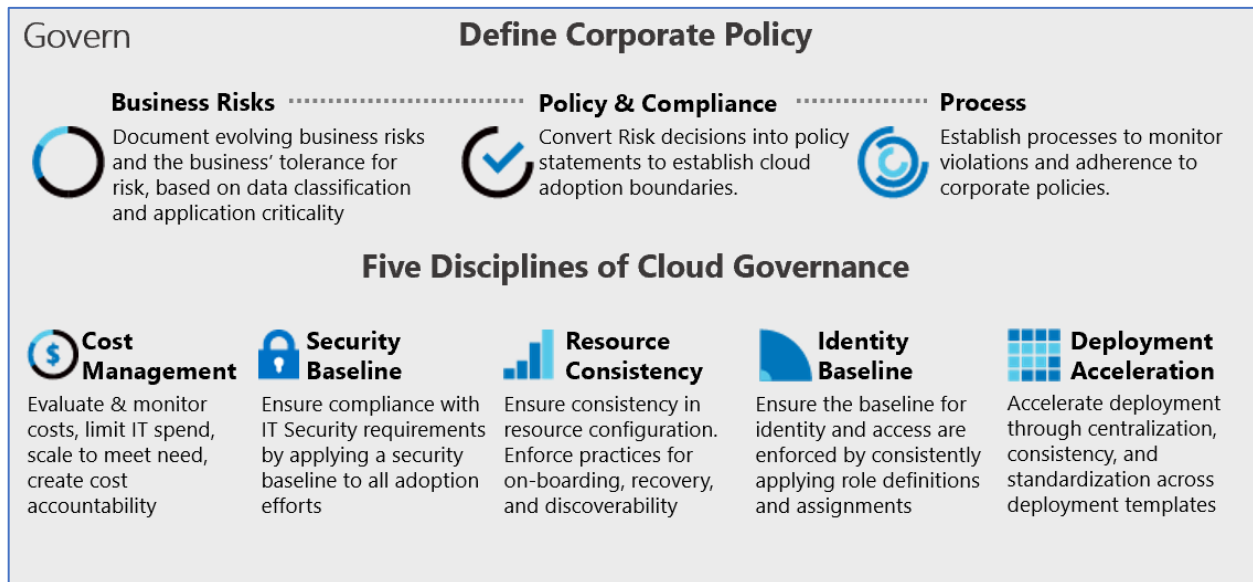 Govern
Define Corporate Policy
Business Risks
Document evolving business risks
and the business’ tolerance for
risk, based on data classification
and application criticality
Policy & Compliance
Convert Risk decisions into policy
statements to establish cloud
adoption boundaries.
Process
Establish processes to monitor
violations and adherence to
corporate policies.
Five Disciplines of Cloud Governance
$
Cost
Management
Evaluate & monitor
costs, limit IT spend,
scale to meet need,
create cost
accountability
Security
Baseline
Ensure compliance with
IT Security requirements
by applying a security
baseline to all adoption
efforts
Resource
Consistency
Ensure consistency in
resource configuration.
Enforce practices for
on-boarding, recovery,
and discoverability
Identity
Baseline
Ensure the baseline for
identity and access are
enforced by consistently
applying role definitions
and assignments
Deployment
Acceleration
Accelerate deployment
through centralization,
consistency, and
standardization across
deployment templates